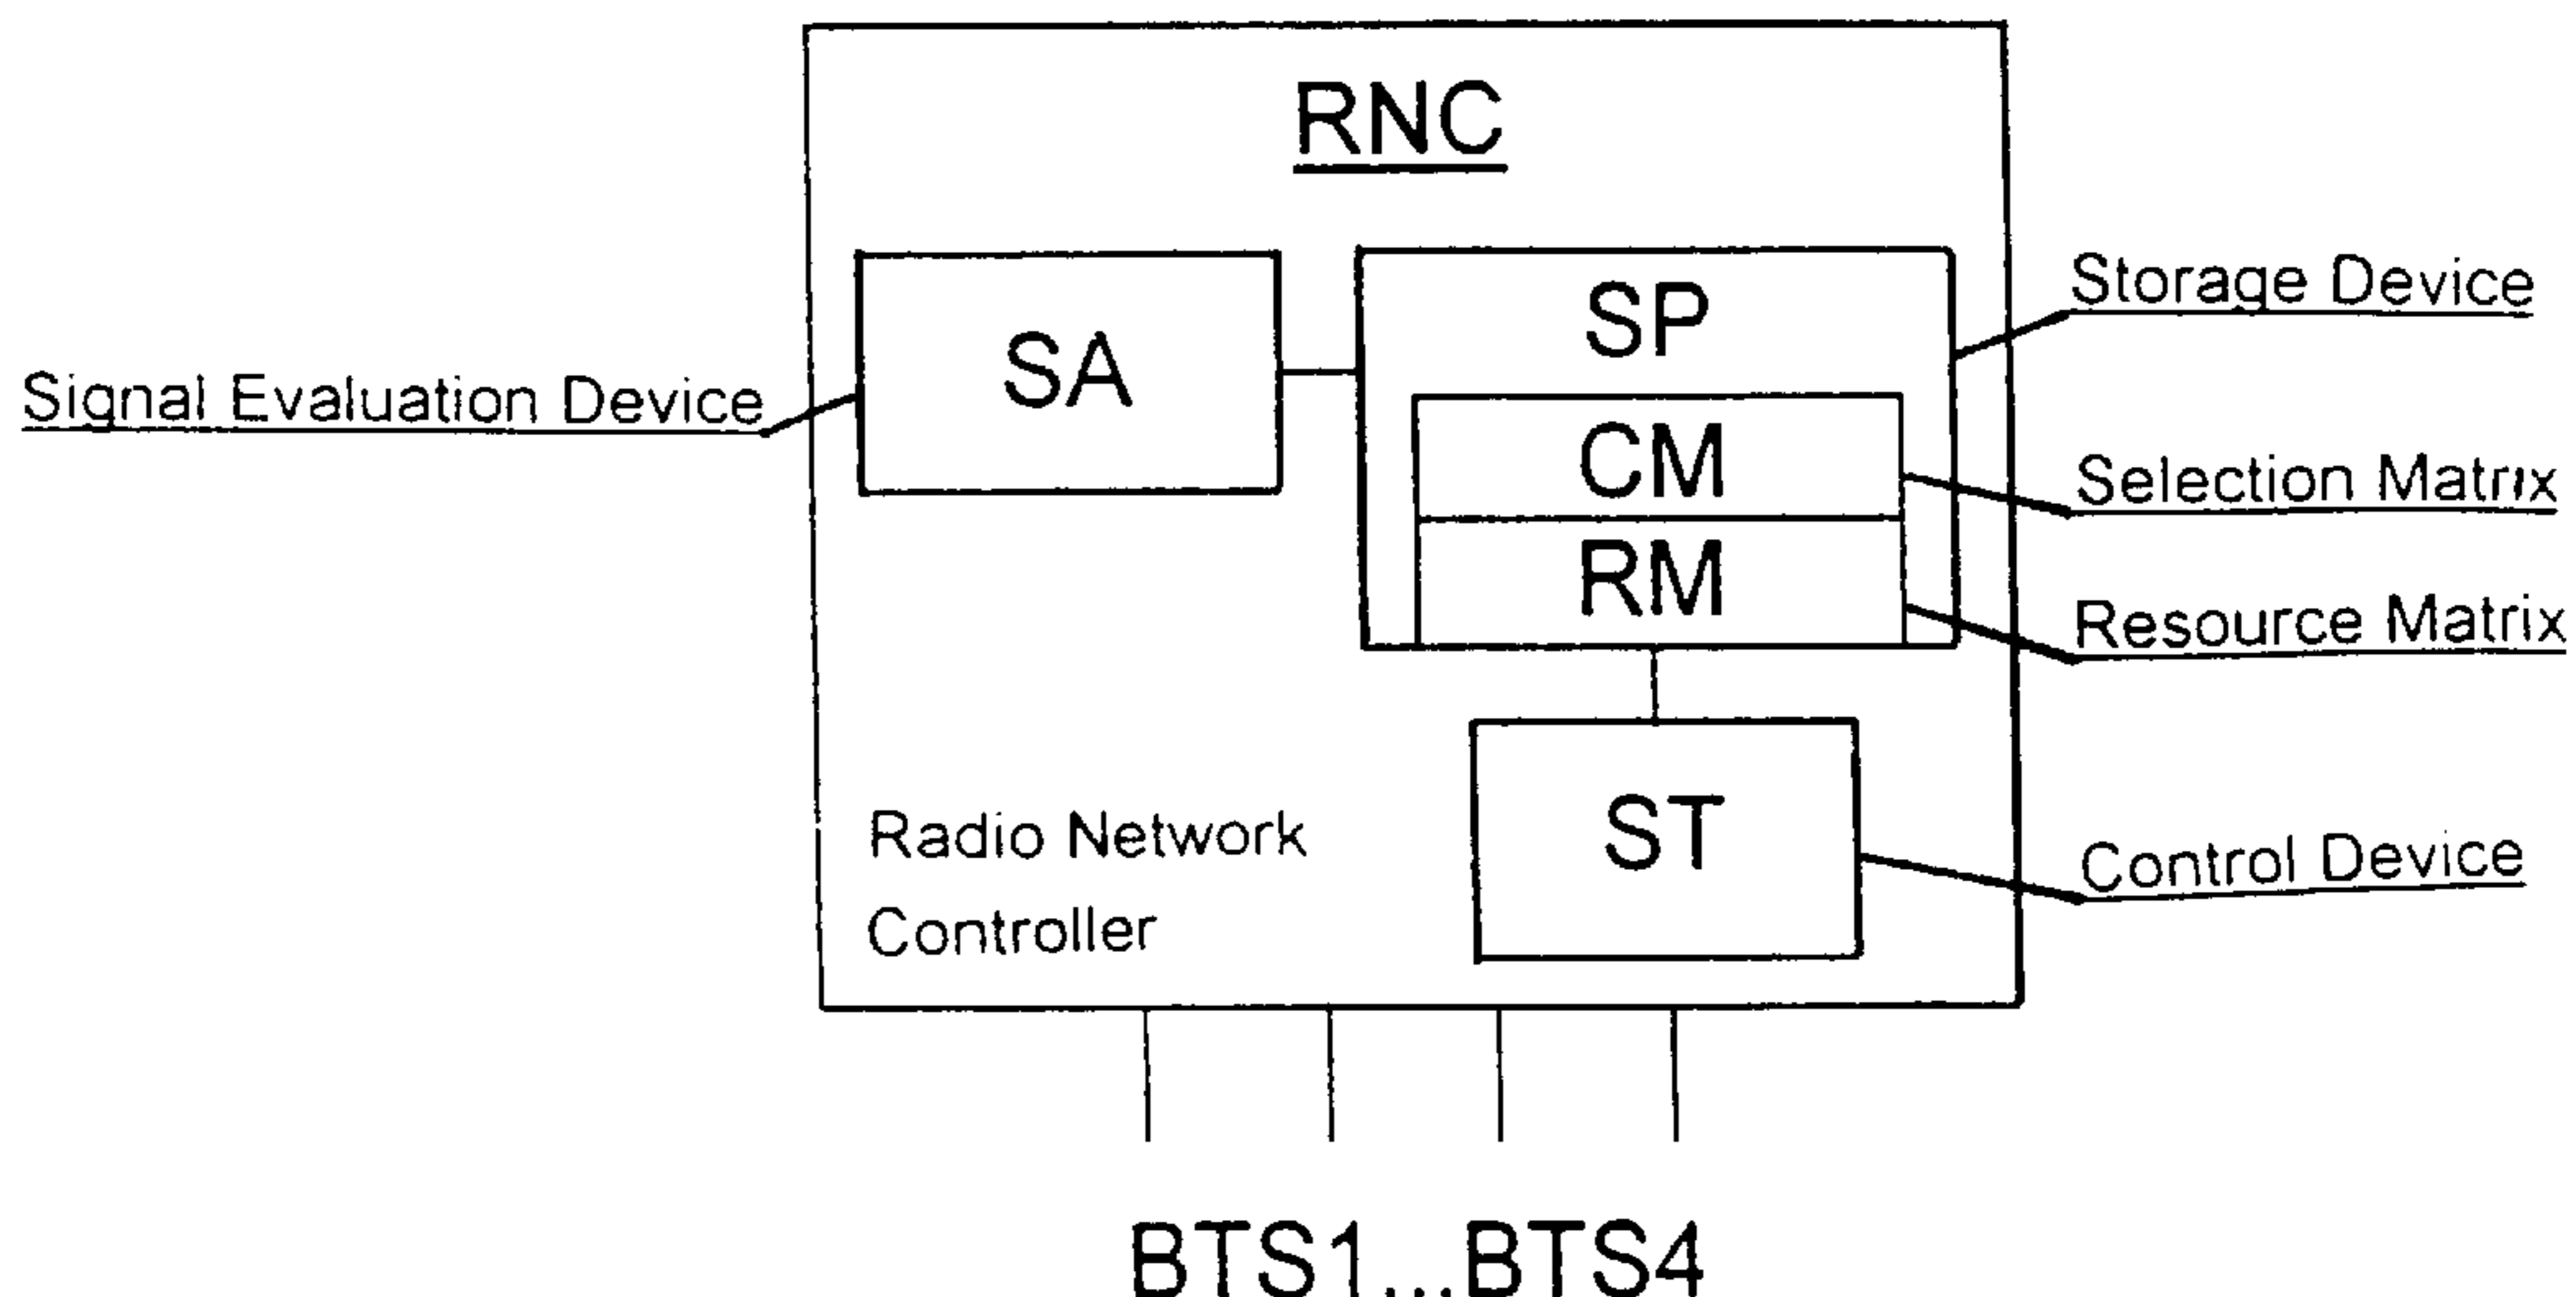 RNC
SA
SP
CM
RM
ST
Signal Evaluation Device
Storage Device
Selection Matrix
Resource Matrix
Control Device
Radio Network
Controller
BTS1...BTS4